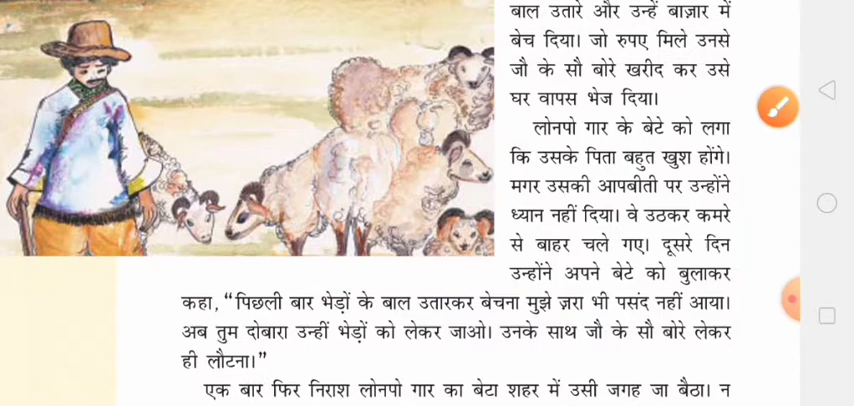 बाल उतारे और उन्हें बाज़ार में
बेच दिया। जो रुपए मिले उनसे
जौ के सौ बोरे खरीद कर उसे
घर वापस भेज दिया।
लोनपो गार के बेटे को लगा
कि उसके पिता बहुत खुश होंगे।
मगर उसकी आपबीती पर उन्होंने
ध्यान नहीं दिया। वे उठकर कमरे
से बाहर चले गए। दूसरे दिन
उन्होंने अपने बेटे को बुलाकर
कहा, “पिछली बार भेड़ों के बाल उतारकर बेचना मुझे ज़रा भी पसंद नहीं आया।
अब तुम दोबारा उन्हीं भेड़ों को लेकर जाओ। उनके साथ जौ के सौ बोरे लेकर
ही लौटना।”
एक बार फिर निराश लोनपो गार का बेटा शहर में उसी जगह जा बैठा। न